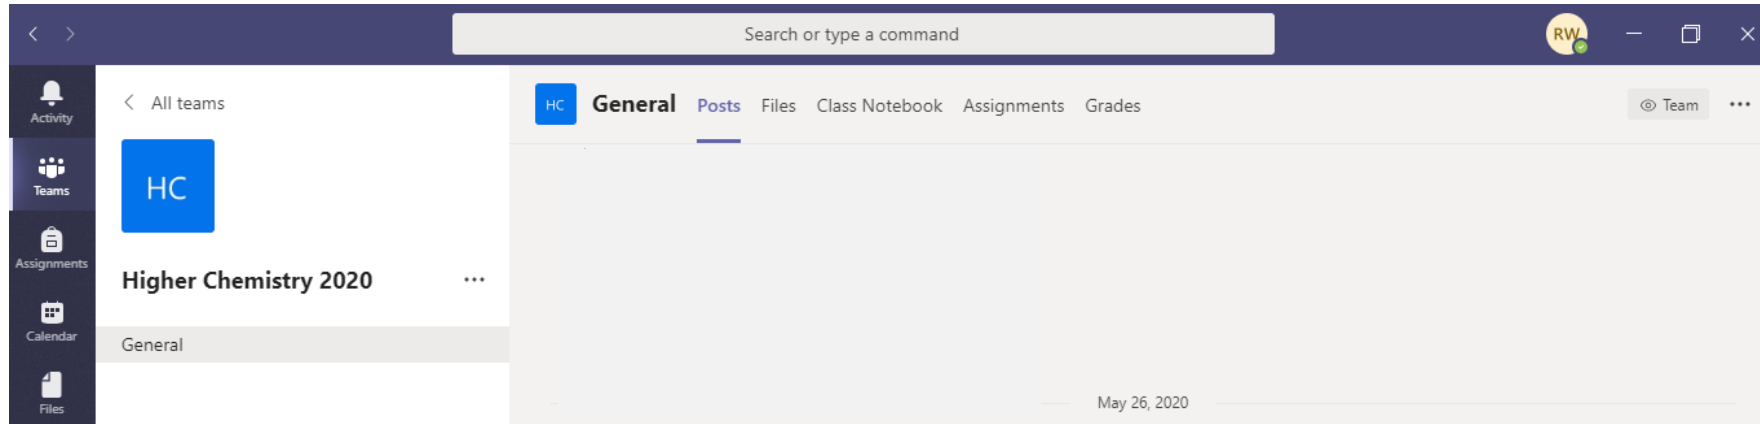 Search or type a command
RW
Activity
Teams
Assignments
Calendar
Files
All teams
HC
Higher Chemistry 2020
General
HC
General Posts Files Class Notebook Assignments Grades
Team
May 26, 2020